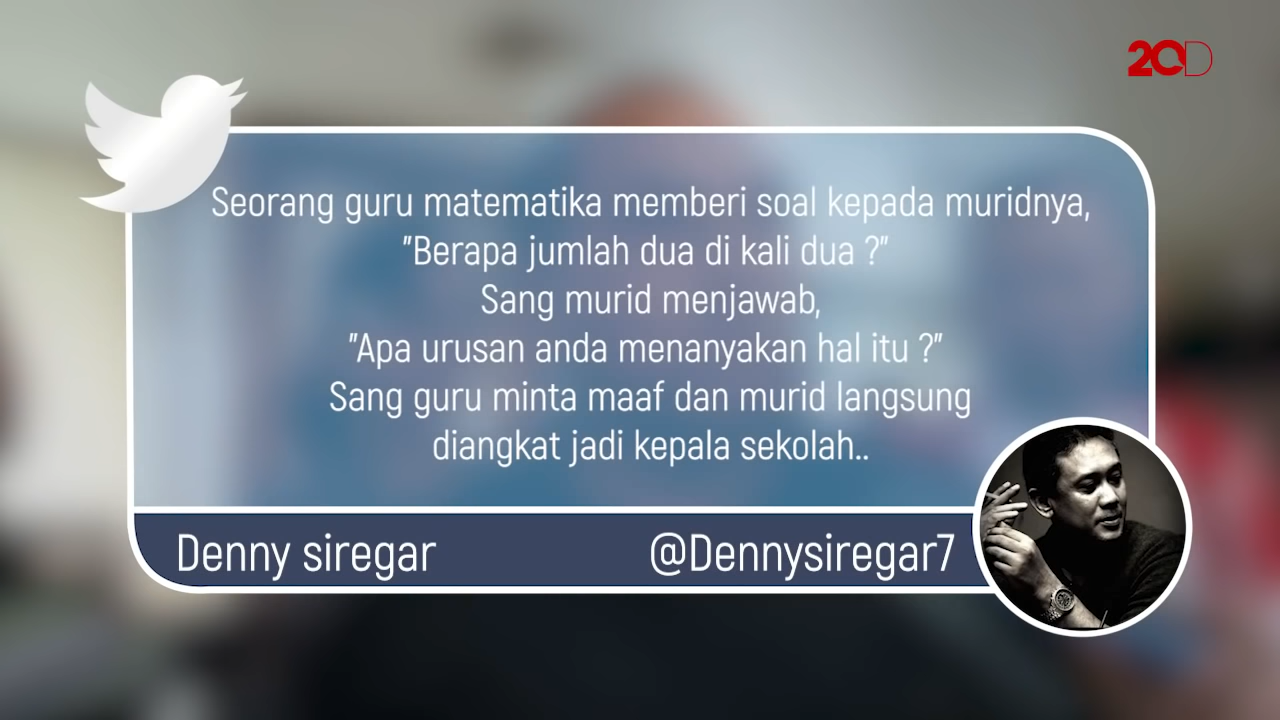 20D
Seorang guru matematika memberi soal kepada muridnya,
"Berapa jumlah dua di kali dua ?"
Sang murid menjawab,
"Apa urusan anda menanyakan hal itu ?"
Sang guru minta maaf dan murid langsung
diangkat jadi kepala sekolah..
Denny siregar @Dennysiregar7